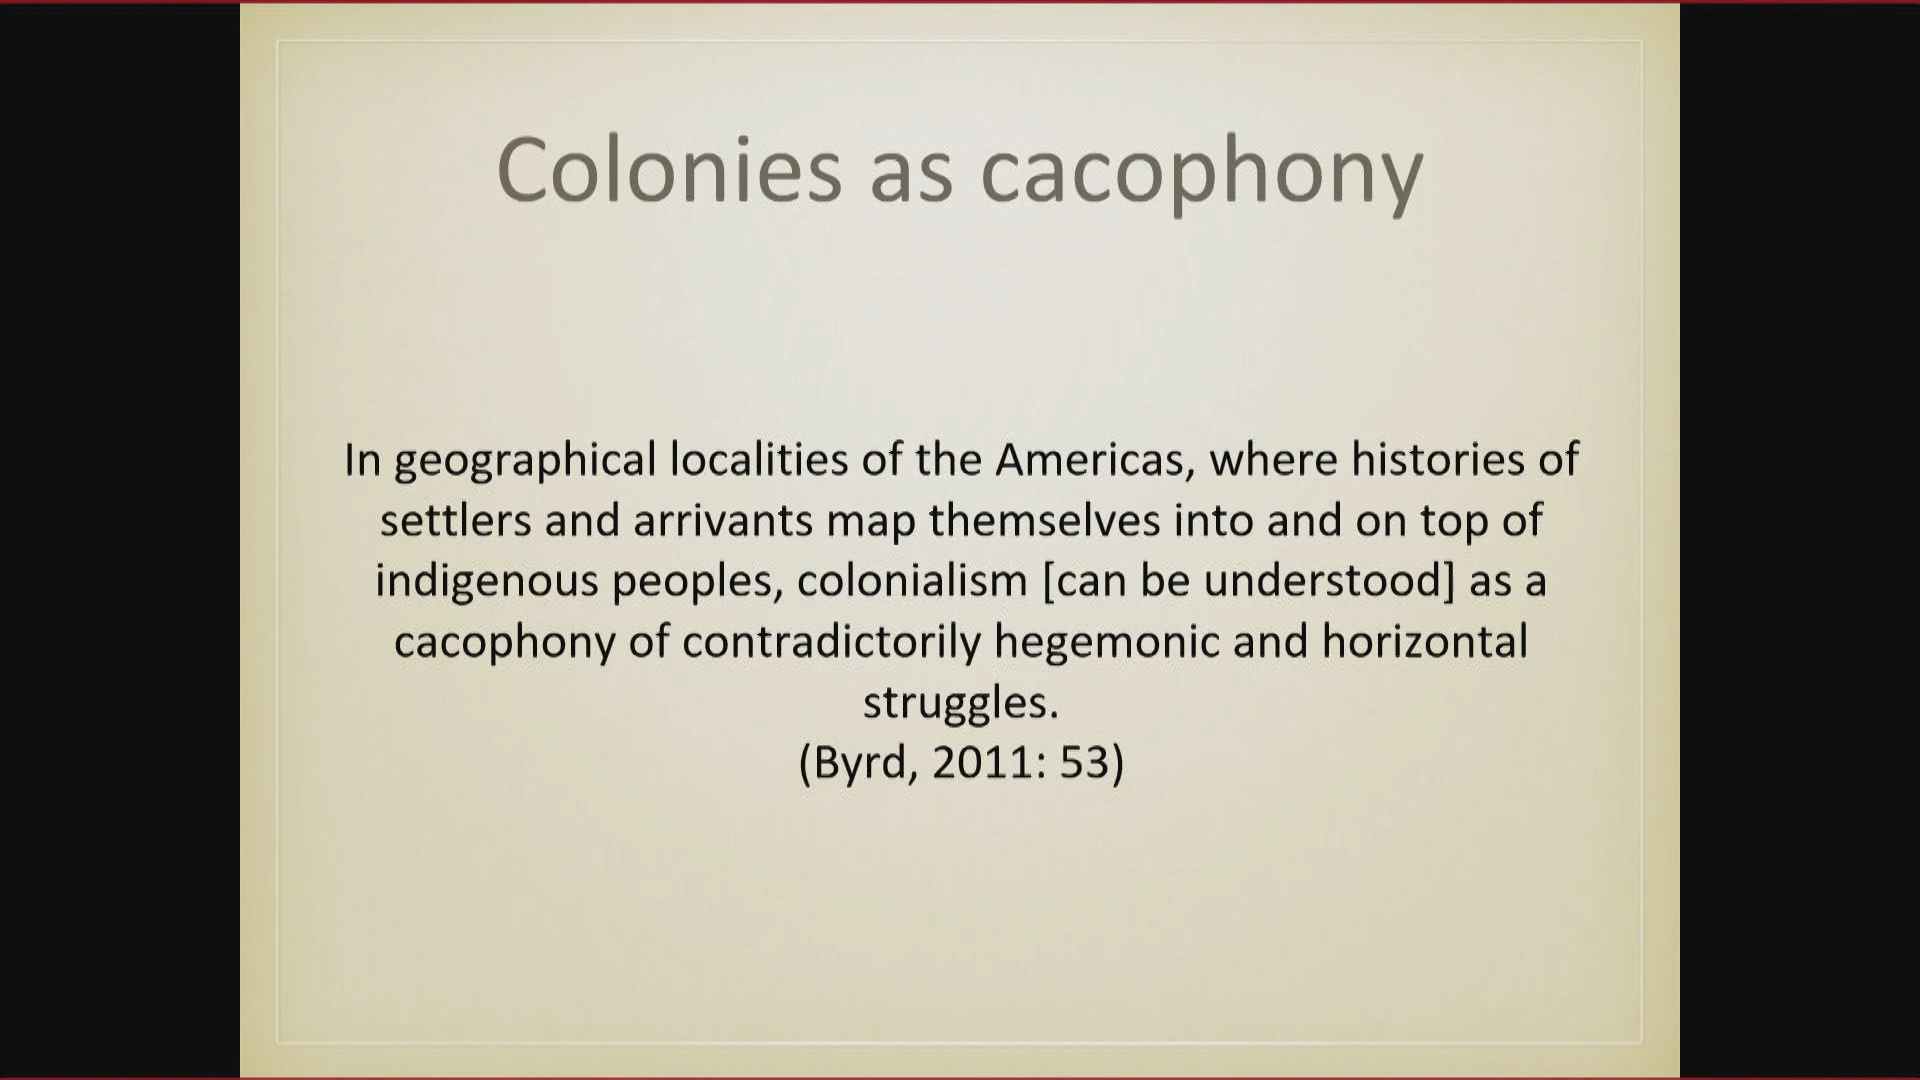 Colonies as cacophony
In geographical localities of the Americas, where histories of
settlers and arrivants map themselves into and on top of
indigenous peoples, colonialism [can be understood] as a
cacophony of contradictorily hegemonic and horizontal
struggles.
(Byrd, 2011: 53)